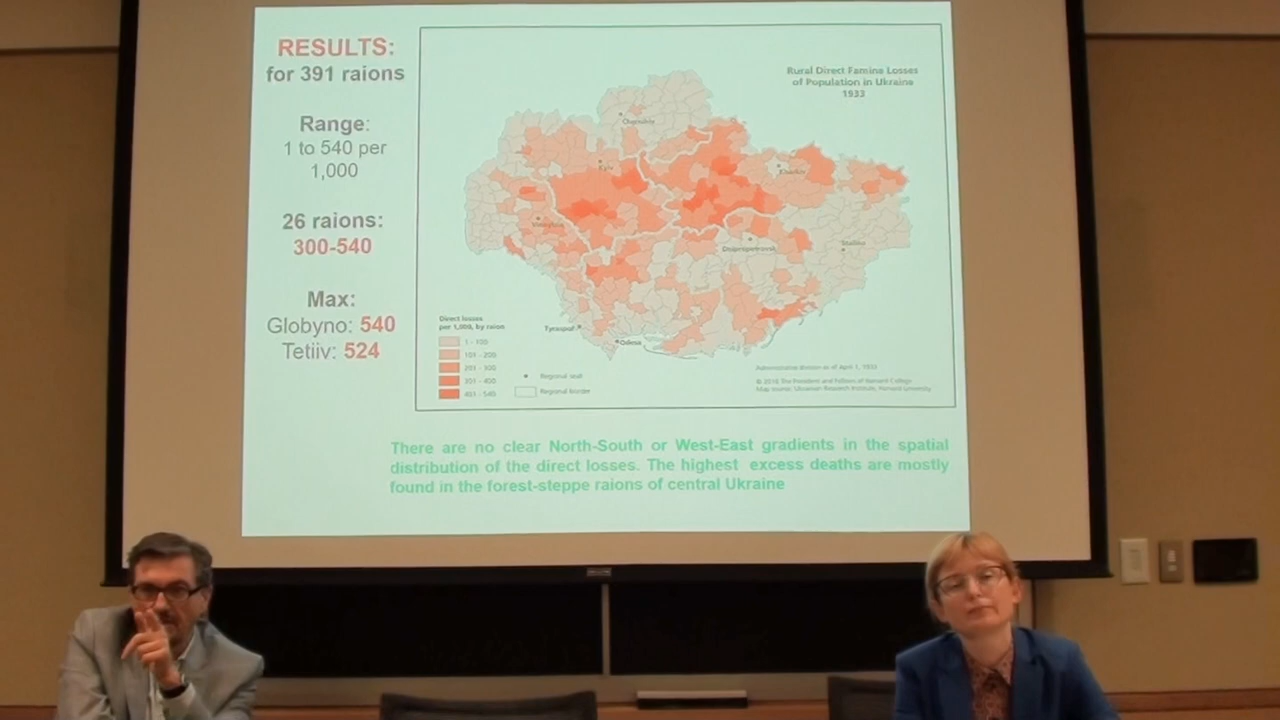 RESULTS:
for 391 raions
Range:
1 to 540 per
1,000
26 raions:
300-540
Max:
Globyno: 540
Tetiiv: 524
Rural Direct Famine Losses
of Population in Ukraine
1933
Chernihiv
Kyiv
Kharkiv
Vinnytsia
Dnipropetrovsk
Stalino
Tyraspol
Odesa
Direct losses
per 1,000, by raion
1 - 100
101 - 200
201 - 300
301 - 400
401 - 540
Regional seat
Regional border
Administrative division as of April 1, 1933
© 2018 The President and Fellows of Harvard College
Map source: Ukrainian Research Institute, Harvard University
There are no clear North-South or West-East gradients in the spatial
distribution of the direct losses. The highest excess deaths are mostly
found in the forest-steppe raions of central Ukraine